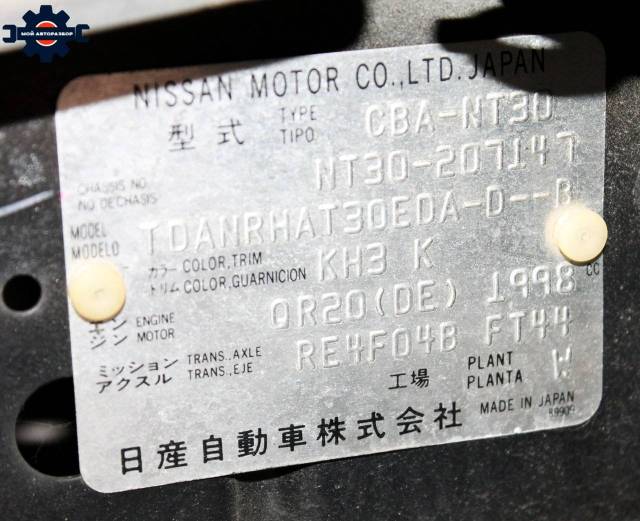 МОЙ АВТОРАЗБОР
NISSAN MOTOR CO.,LTD.JAPAN
型式 TYPE TIPO CBA-NT30
CHASSIS NO. NO DE CHASIS NT30-207147
MODEL MODELO TDANRHAT30EDA-D--B
カラー COLOR,TRIM
トリム COLOR,GUARNICION KH3 K
エンジン ENGINE MOTOR QR20(DE) 1998 CC
ミッション TRANS.,AXLE
アクスル TRANS.,EJE RE4F04B FT44
工場 PLANT PLANTA W
日産自動車株式会社 MADE IN JAPAN